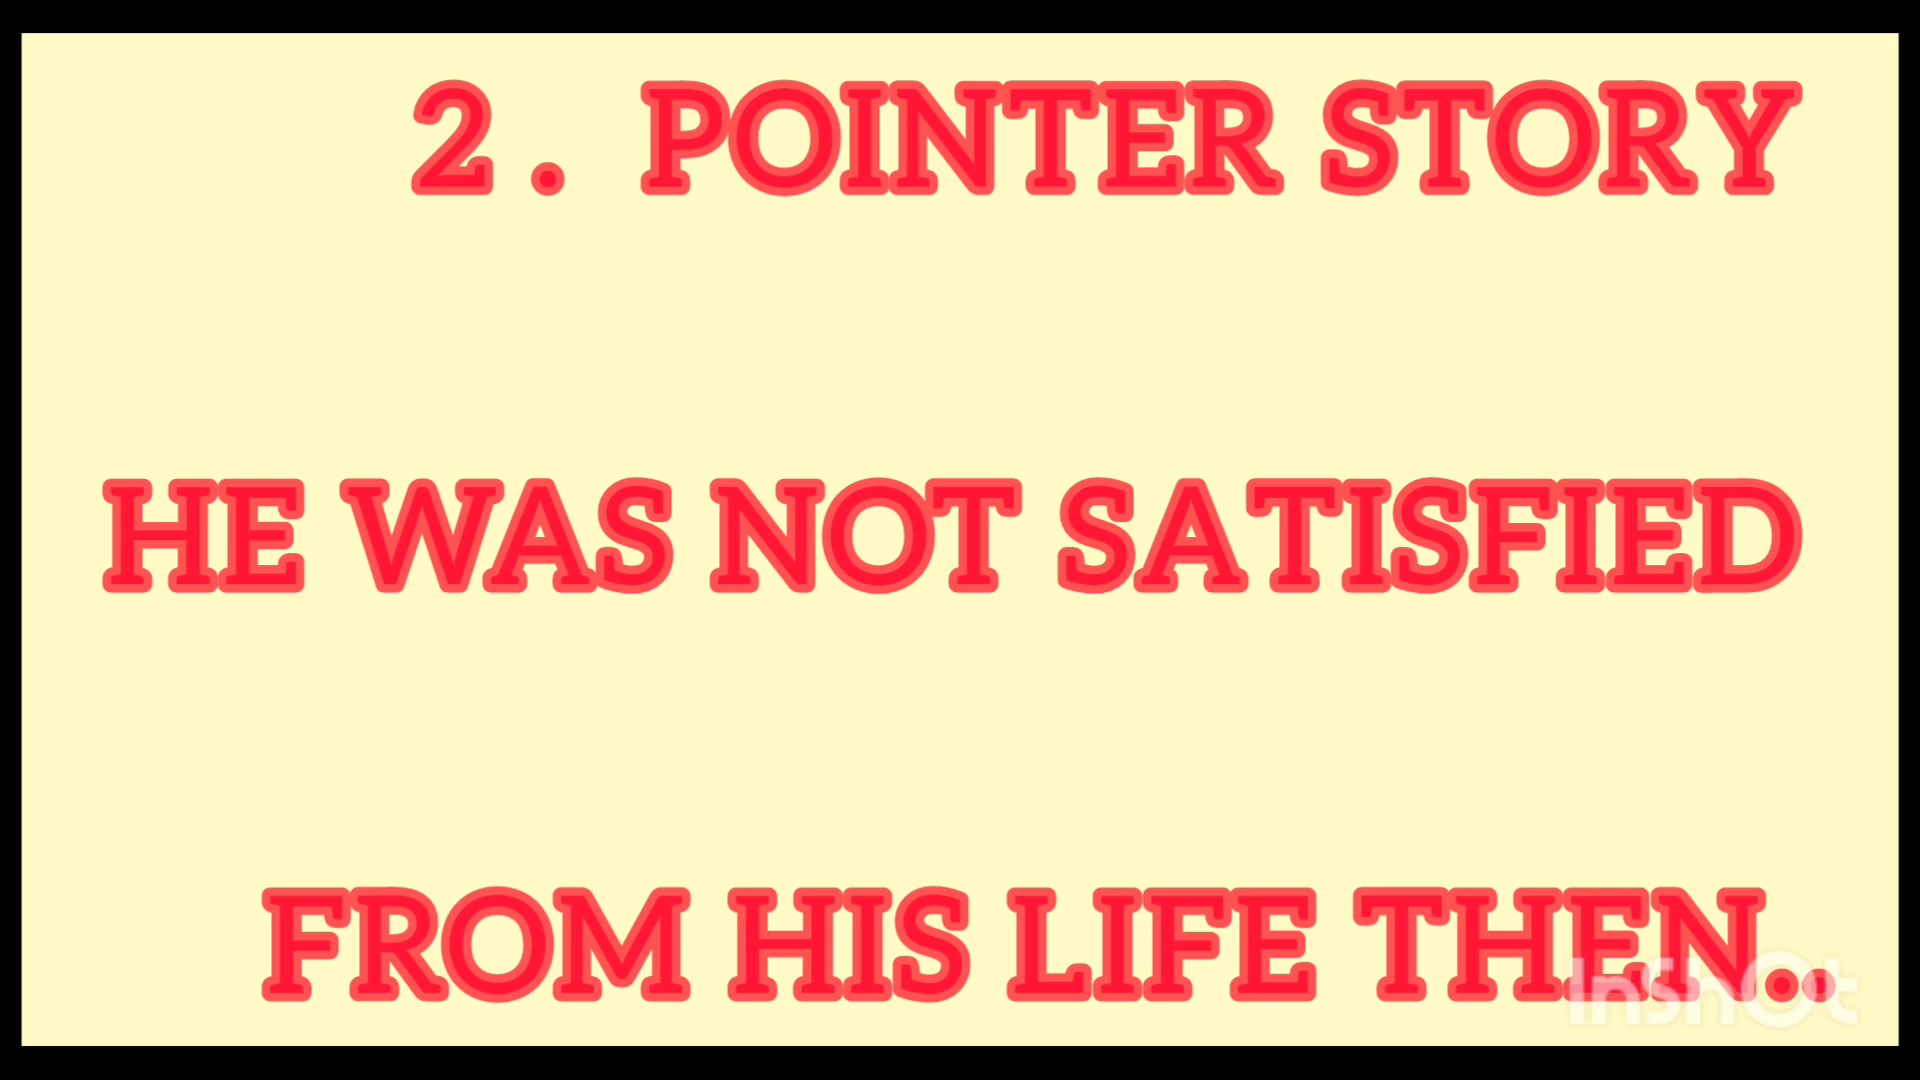 2 . POINTER STORY
HE WAS NOT SATISFIED
FROM HIS LIFE THEN..
InShOt